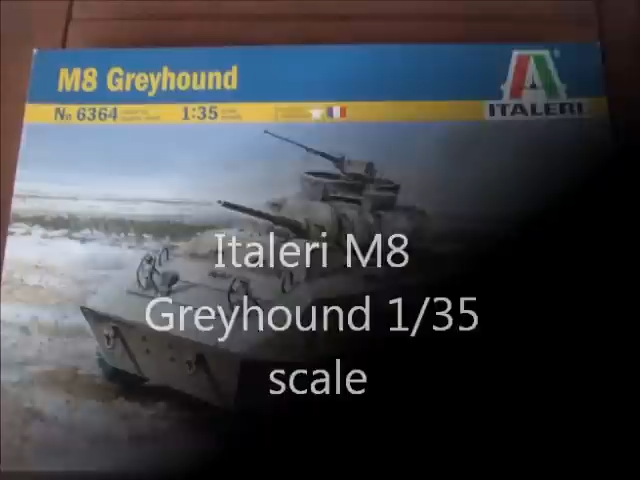 M8 Greyhound
ITALERI
No 6364 1:35
Italeri M8
Greyhound 1/35
scale